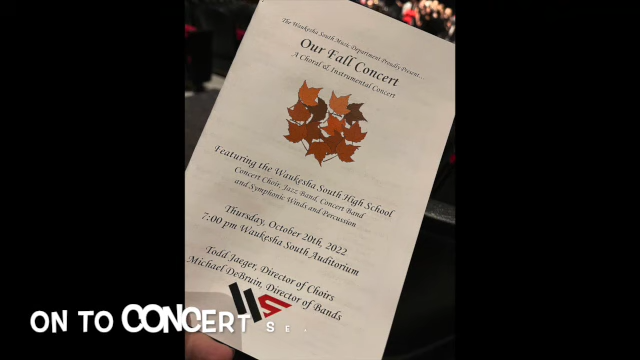 The Waukesha South Music Department Proudly Present...
Our Fall Concert
A Choral & Instrumental Concert
Featuring the Waukesha South High School
Concert Choir, Jazz Band, Concert Band
and Symphonic Winds and Percussion
Thursday, October 20th, 2022
7:00 pm Waukesha South Auditorium
Todd Jaeger, Director of Choirs
Michael DeBruin, Director of Bands
ON TO CONCERT SE